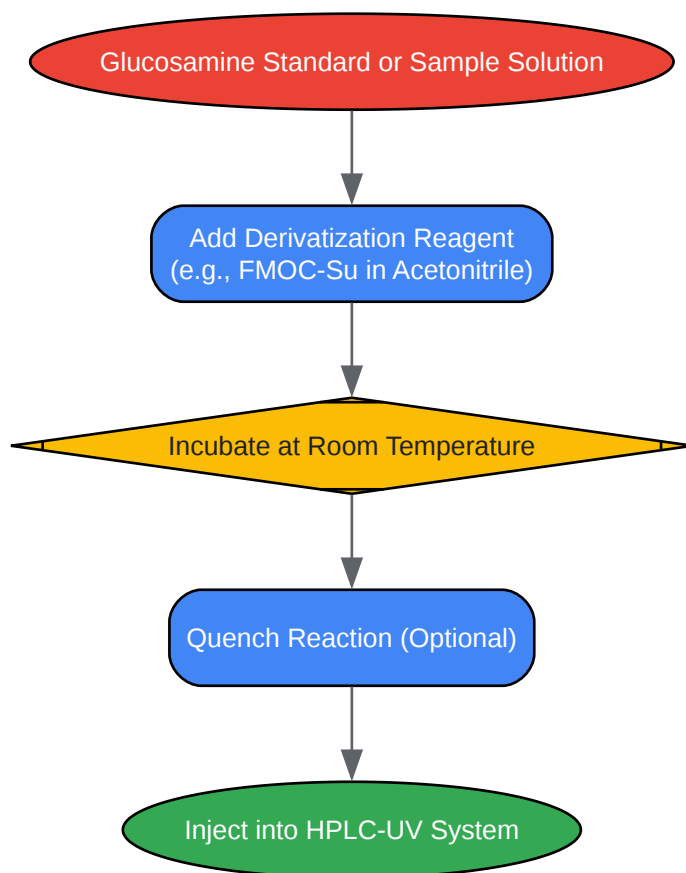 Glucosamine Standard or Sample Solution
Add Derivatization Reagent
(e.g., FMOC-Su in Acetonitrile)
Incubate at Room Temperature
Quench Reaction (Optional)
Inject into HPLC-UV System